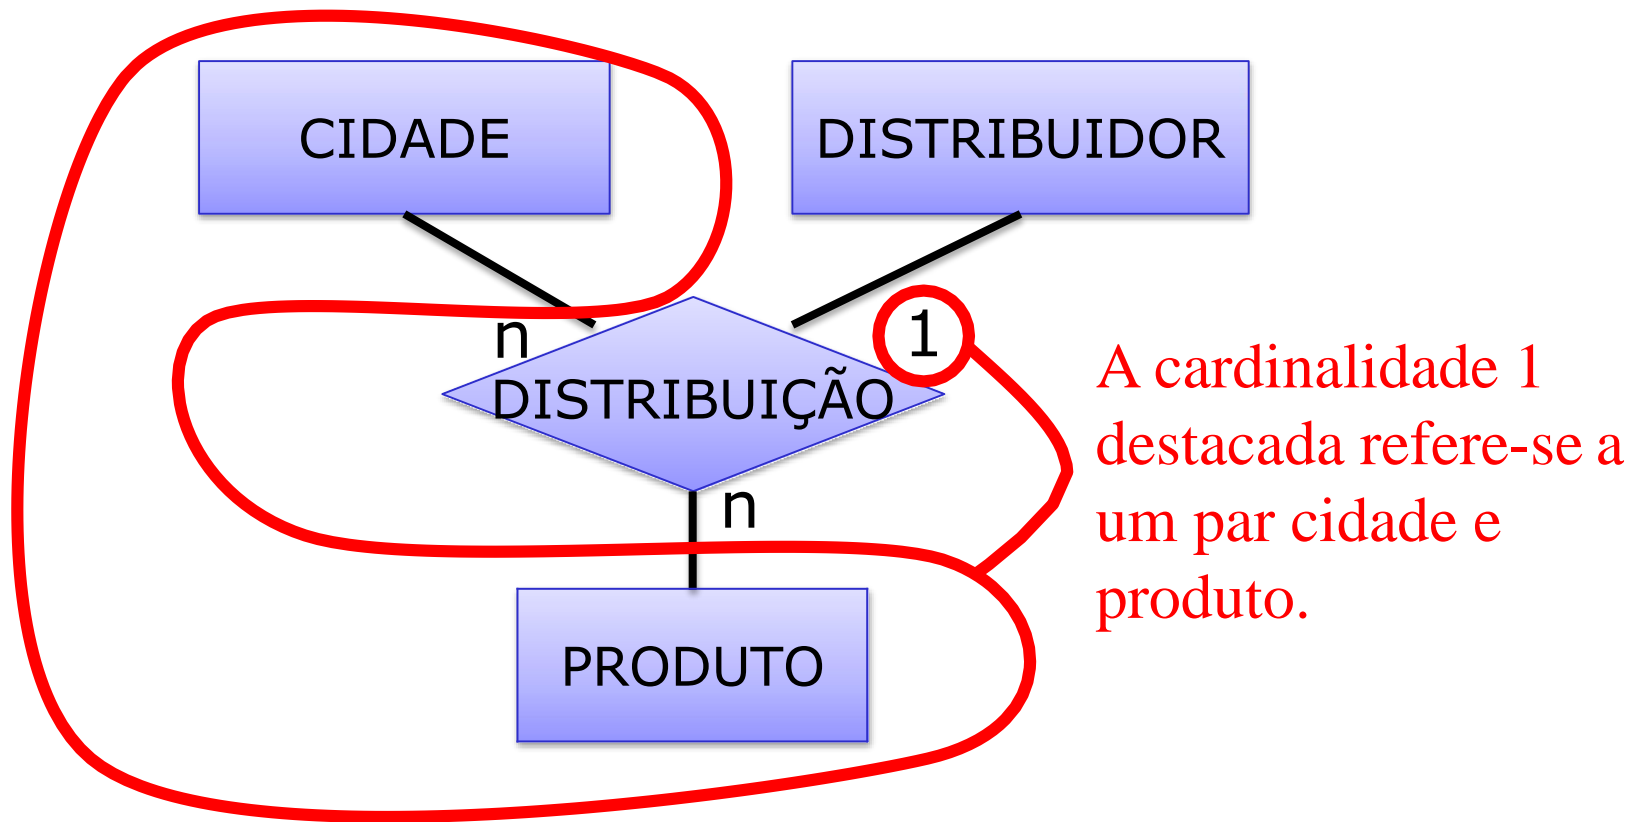 CIDADE
DISTRIBUIDOR
n
1
DISTRIBUIÇÃO
n
PRODUTO
A cardinalidade 1
destacada refere-se a
um par cidade e
produto.